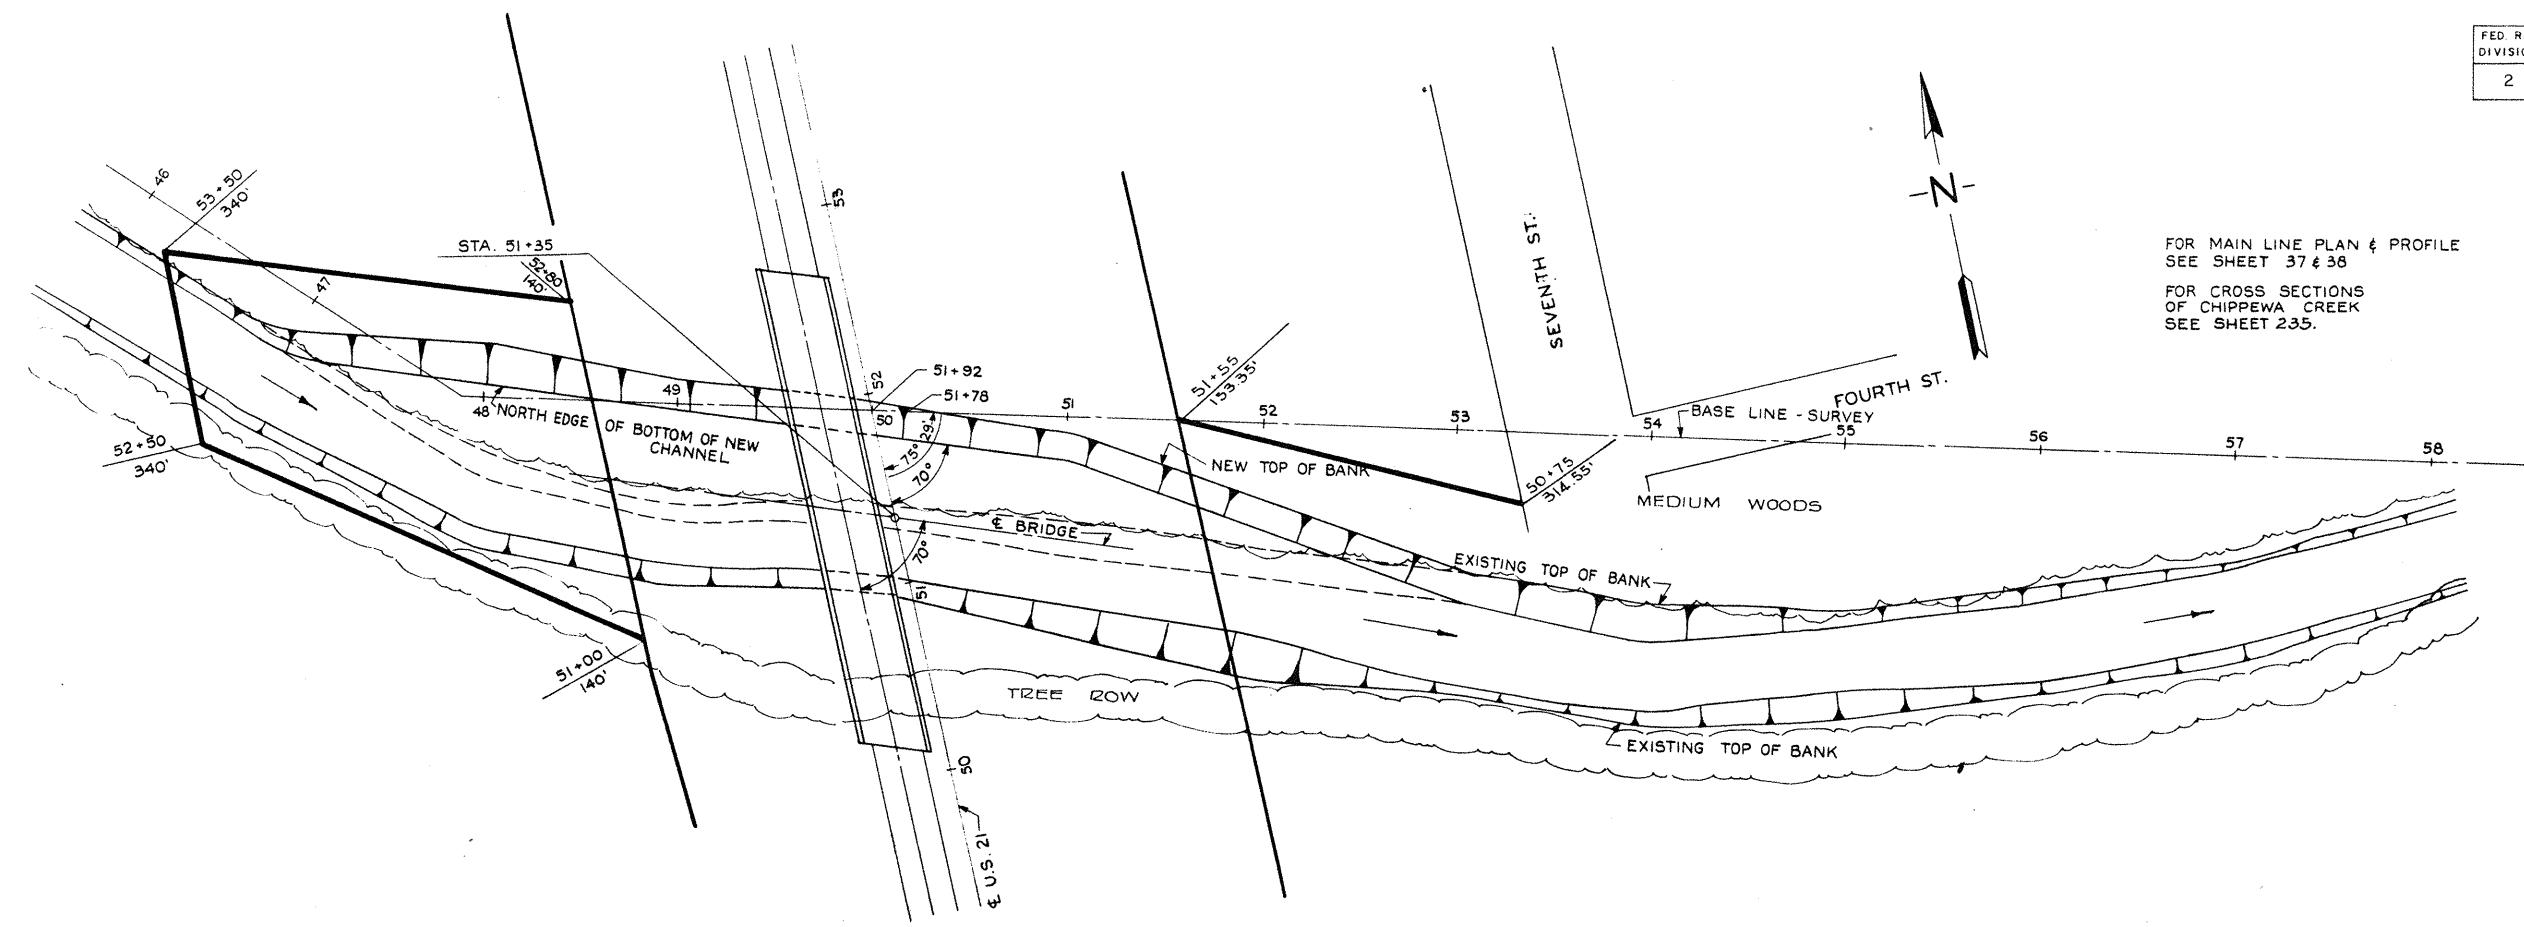 FED. R
DIVISIO
2
46
53 + 50
340'
STA. 51+35
52+80
140'
53
47
SEVENTH ST.
-N-
FOR MAIN LINE PLAN & PROFILE
SEE SHEET 37 & 38
FOR CROSS SECTIONS
OF CHIPPEWA CREEK
SEE SHEET 235.
51+55
153.35'
52
51+92
51+78
48
49
50
51
52
53
54
55
56
57
58
FOURTH ST.
BASE LINE - SURVEY
NORTH EDGE OF BOTTOM OF NEW
CHANNEL
29'
75°
70°
52+50
340'
NEW TOP OF BANK
50+75
314.55'
MEDIUM WOODS
℄ BRIDGE
70°
EXISTING TOP OF BANK
51
51+00
140'
TREE ROW
EXISTING TOP OF BANK
50
℄ U.S. 21